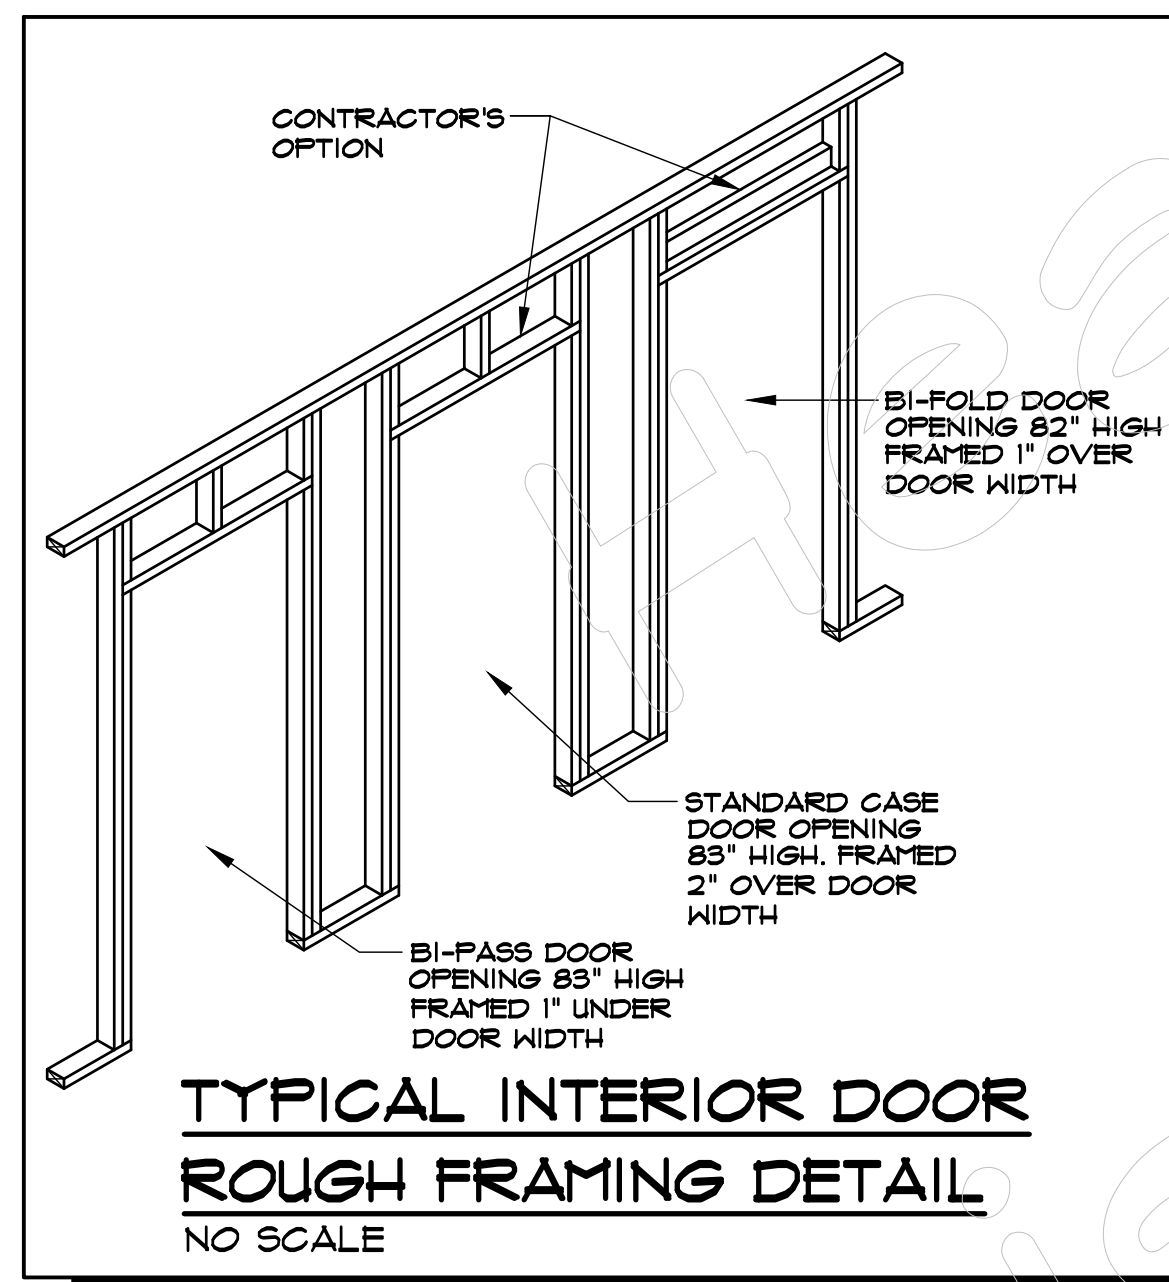 CONTRACTOR'S
OPTION
BI-FOLD DOOR
OPENING 82" HIGH
FRAMED 1" OVER
DOOR WIDTH
STANDARD CASE
DOOR OPENING
83" HIGH. FRAMED
2" OVER DOOR
WIDTH
BI-PASS DOOR
OPENING 83" HIGH
FRAMED 1" UNDER
DOOR WIDTH
TYPICAL INTERIOR DOOR
ROUGH FRAMING DETAIL
NO SCALE